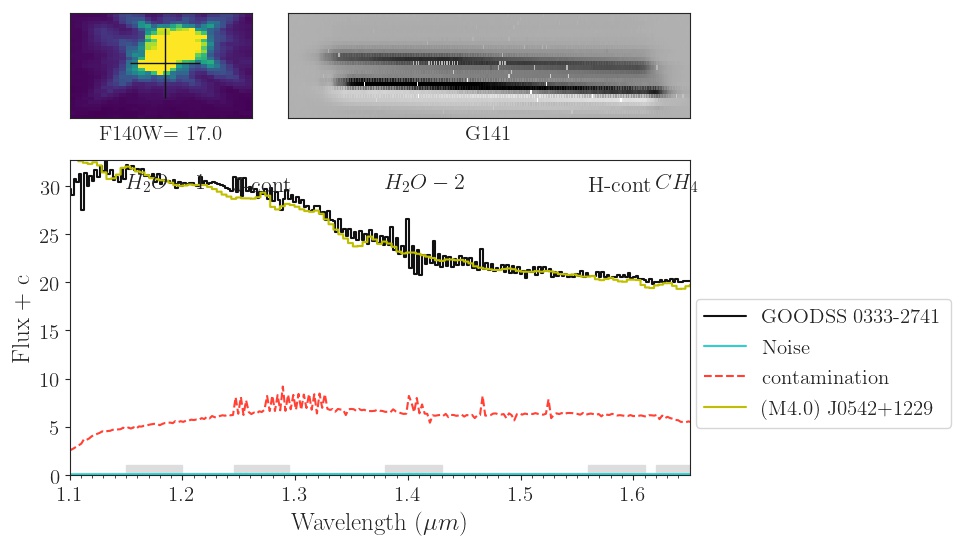 F140W= 17.0
G141
H₂O − 1
H₂O − 2
H-cont
CH₄
30
25
20
15
10
5
0
Flux + c
1.1
1.2
1.3
1.4
1.5
1.6
Wavelength (μm)
GOODSS 0333-2741
Noise
contamination
(M4.0) J0542+1229